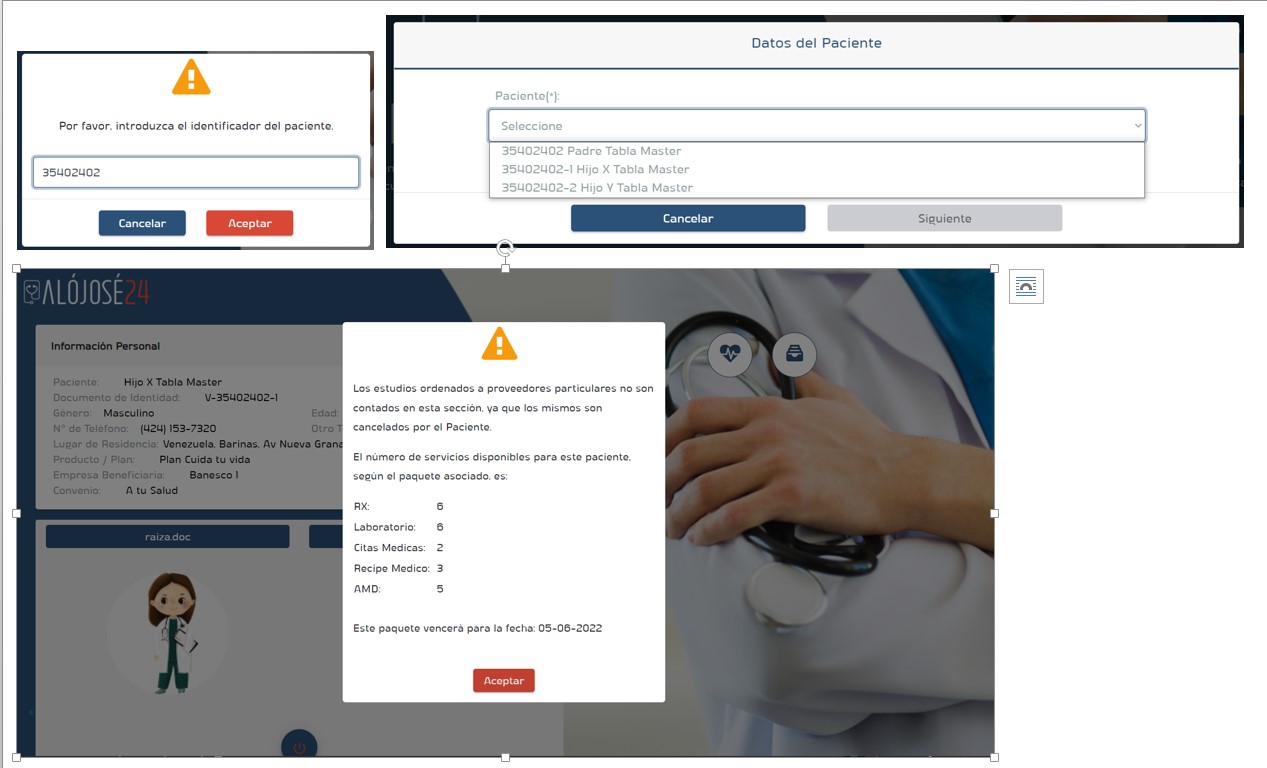 Por favor, introduzca el identificador del paciente.
35402402
Cancelar
Aceptar
Datos del Paciente
Paciente(*):
Seleccione
35402402 Padre Tabla Master
35402402-1 Hijo X Tabla Master
35402402-2 Hijo Y Tabla Master
Cancelar
Siguiente
ALÓJOSÉ24
Información Personal
Paciente: Hijo X Tabla Master
Documento de Identidad: V-35402402-1
Género: Masculino Edad:
N° de Teléfono: (424) 153-7320 Otro
Lugar de Residencia: Venezuela, Barinas, Av Nueva
Producto / Plan: Plan Cuida tu vida
Empresa Beneficiaria: Banesco 1
Convenio: A tu Salud
raiza.doc
Los estudios ordenados a proveedores particulares no son
contados en esta sección, ya que los mismos son
cancelados por el Paciente.
El número de servicios disponibles para este paciente,
según el paquete asociado, es:
RX: 6
Laboratorio: 6
Citas Medicas: 2
Recipe Medico: 3
AMD: 5
Este paquete vencerá para la fecha: 05-06-2022
Aceptar